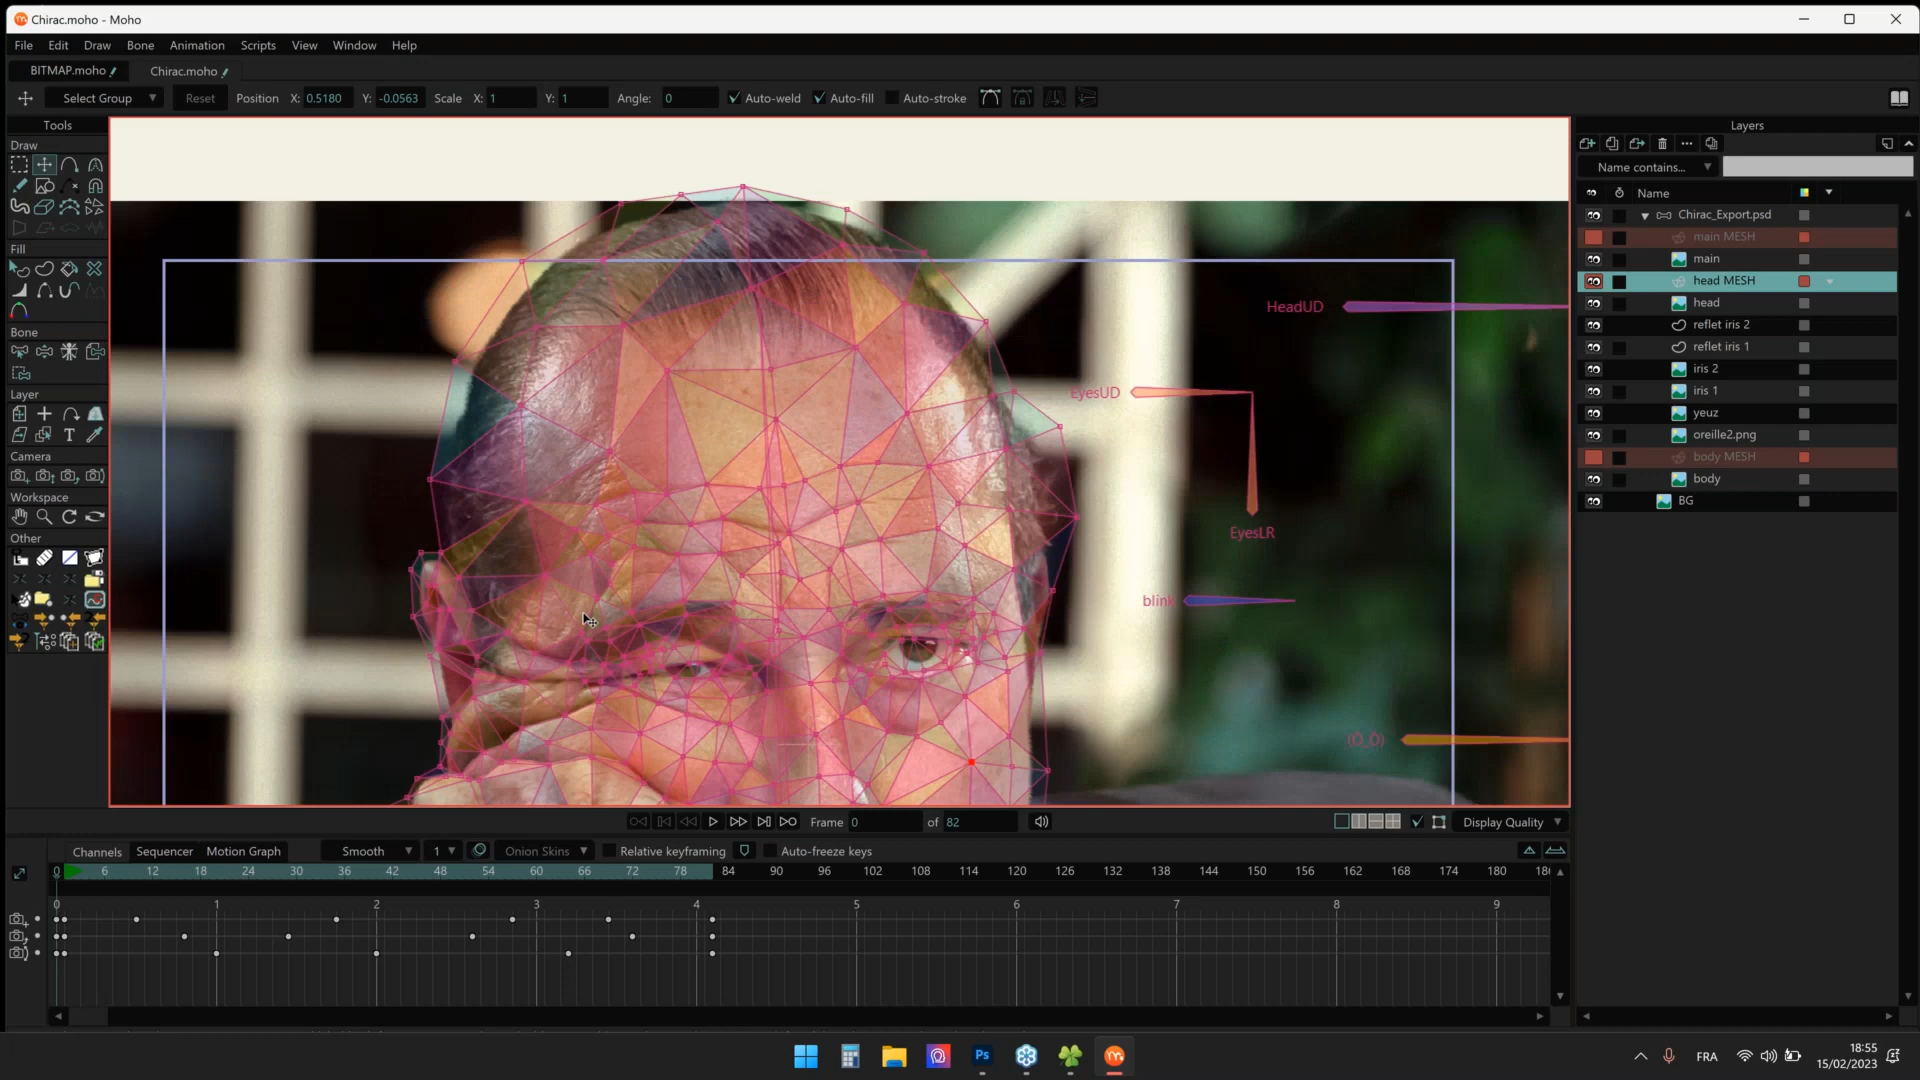 Chirac.moho - Moho
File Edit Draw Bone Animation Scripts View Window Help
BITMAP.moho Chirac.moho
Select Group Reset Position X: 0.5180 Y: -0.0563 Scale X: 1 Y: 1 Angle: 0 Auto-weld Auto-fill Auto-stroke
Tools
Draw
Fill
Bone
Layer
Camera
Workspace
Other
HeadUD
EyesUD
EyesLR
blink
(Ò_Ó)
Layers
Name contains...
Name
Chirac_Export.psd
main MESH
main
head MESH
head
reflet iris 2
reflet iris 1
iris 2
iris 1
yeuz
oreille2.png
body MESH
body
BG
Frame 0 of 82 Display Quality
Channels Sequencer Motion Graph Smooth 1 Onion Skins Relative keyframing Auto-freeze keys
0 6 12 18 24 30 36 42 48 54 60 66 72 78 84 90 96 102 108 114 120 126 132 138 144 150 156 162 168 174 180
0 1 2 3 4 5 6 7 8 9
Ps
FRA
18:55
15/02/2023